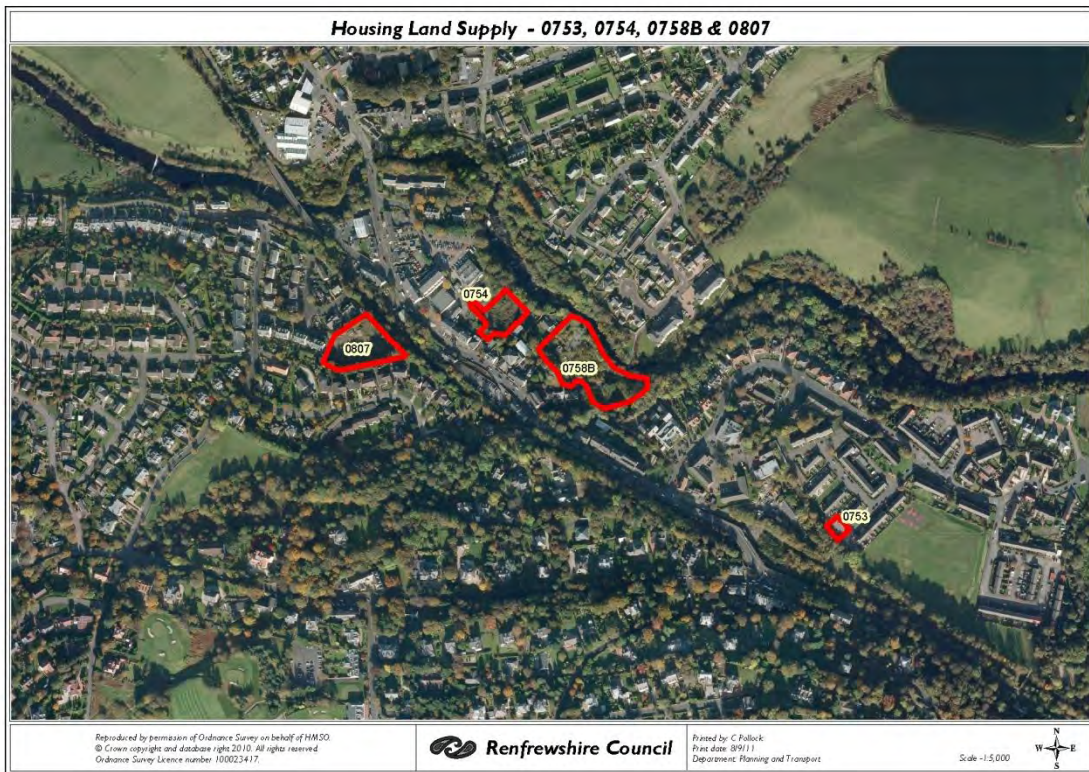 Housing Land Supply - 0753, 0754, 0758B & 0807
0754
0807
0758B
0753
Reproduced by permission of Ordnance Survey on behalf of HMSO.
© Crown copyright and database right 2010. All rights reserved.
Ordnance Survey Licence number 100023417.
Renfrewshire Council
Printed by: C Pollock
Print date: 8/9/11
Department: Planning and Transport
Scale -1:5,000
N
W E
S